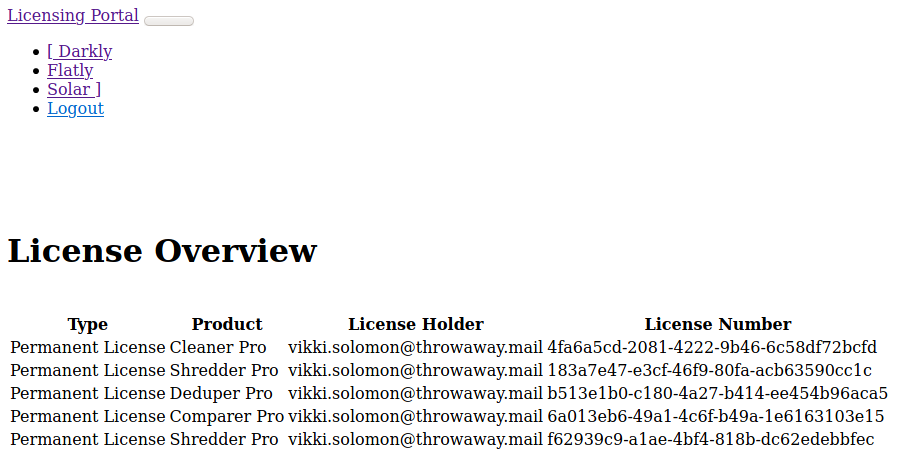 Licensing Portal
[ Darkly
Flatly
Solar ]
Logout
License Overview
Type Product License Holder License Number
Permanent License Cleaner Pro vikki.solomon@throwaway.mail 4fa6a5cd-2081-4222-9b46-6c58df72bcfd
Permanent License Shredder Pro vikki.solomon@throwaway.mail 183a7e47-e3cf-46f9-80fa-acb63590cc1c
Permanent License Deduper Pro vikki.solomon@throwaway.mail b513e1b0-c180-4a27-b414-ee454b96aca5
Permanent License Comparer Pro vikki.solomon@throwaway.mail 6a013eb6-49a1-4c6f-b49a-1e6163103e15
Permanent License Shredder Pro vikki.solomon@throwaway.mail f62939c9-a1ae-4bf4-818b-dc62edebbfec